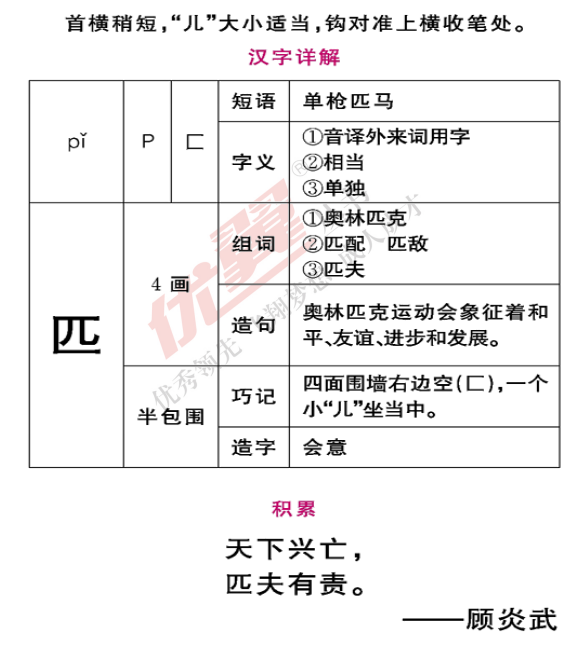 首横稍短，“儿”大小适当，钩对准上横收笔处。
汉字详解
pǐ
P
匚
短语
单枪匹马
字义
①音译外来词用字
②相当
③单独
匹
4 画
组词
①奥林匹克
②匹配　匹敌
③匹夫
造句
奥林匹克运动会象征着和
平、友谊、进步和发展。
半包围
巧记
四面围墙右边空(匚)，一个
小“儿”坐当中。
造字
会意
优翼®
积累
天下兴亡，
匹夫有责。
——顾炎武